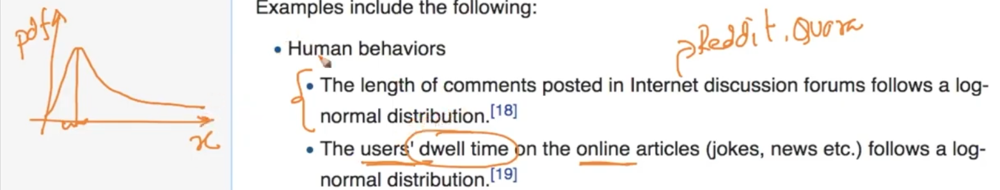 Examples include the following:
pdf
Reddit, Quora
• Human behaviors
• The length of comments posted in Internet discussion forums follows a log-
normal distribution.[18]
x
• The users' dwell time on the online articles (jokes, news etc.) follows a log-
normal distribution.[19]